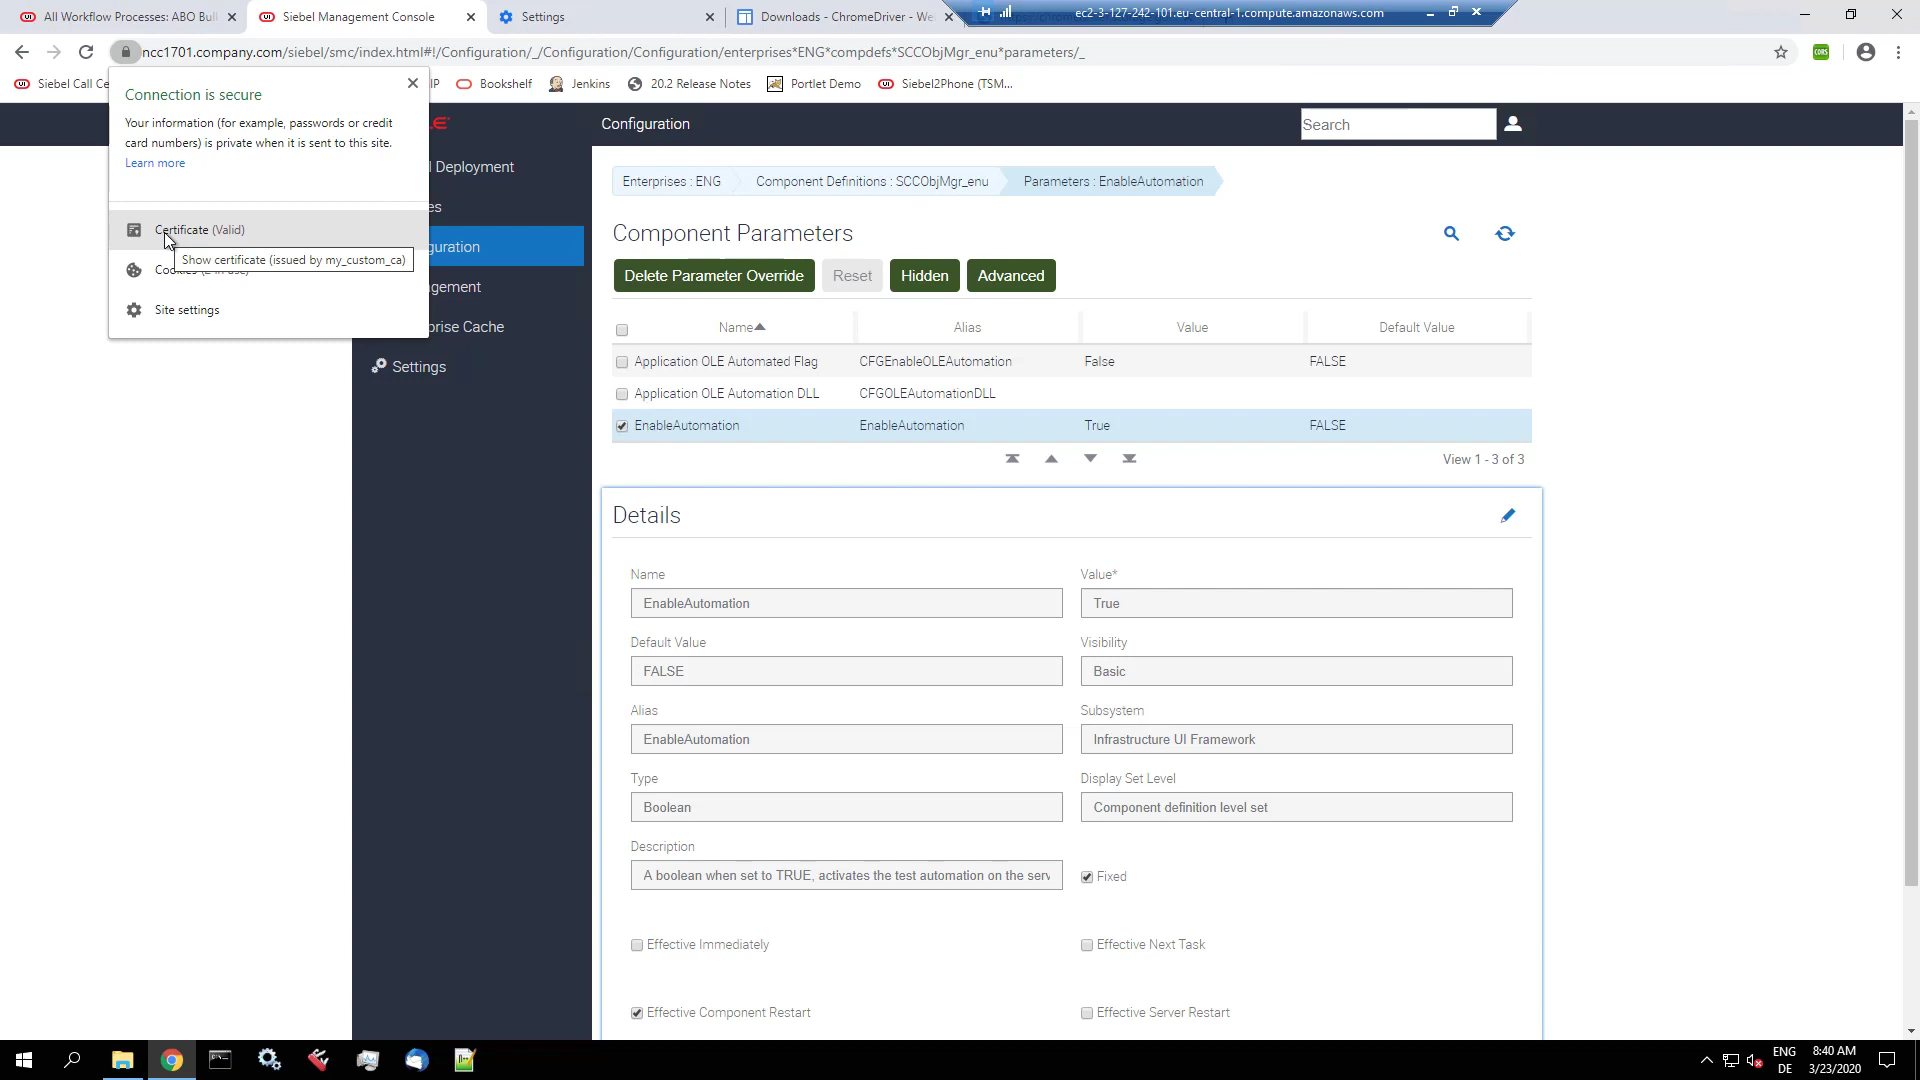 All Workflow Processes: ABO Bul
Siebel Management Console
Settings
Downloads - ChromeDriver - We
ec2-3-127-242-101.eu-central-1.compute.amazonaws.com
ncc1701.company.com/siebel/smc/index.html#!/Configuration/_/Configuration/Configuration/enterprises*ENG*compdefs*SCCObjMgr_enu*parameters/_
CORS
Siebel Call Ce
IP
Bookshelf
Jenkins
20.2 Release Notes
Portlet Demo
Siebel2Phone (TSM...
Connection is secure
Your information (for example, passwords or credit
card numbers) is private when it is sent to this site.
Learn more
Certificate (Valid)
Show certificate (issued by my_custom_ca)
Site settings
Configuration
Search
l Deployment
es
guration
gement
prise Cache
Settings
Enterprises : ENG
Component Definitions : SCCObjMgr_enu
Parameters : EnableAutomation
Component Parameters
Delete Parameter Override
Reset
Hidden
Advanced
Name
Alias
Value
Default Value
Application OLE Automated Flag
CFGEnableOLEAutomation
False
FALSE
Application OLE Automation DLL
CFGOLEAutomationDLL
EnableAutomation
EnableAutomation
True
FALSE
View 1 - 3 of 3
Details
Name
Value*
EnableAutomation
True
Default Value
Visibility
FALSE
Basic
Alias
Subsystem
EnableAutomation
Infrastructure UI Framework
Type
Display Set Level
Boolean
Component definition level set
Description
A boolean when set to TRUE, activates the test automation on the serv
Fixed
Effective Immediately
Effective Next Task
Effective Component Restart
Effective Server Restart
ENG
DE
8:40 AM
3/23/2020